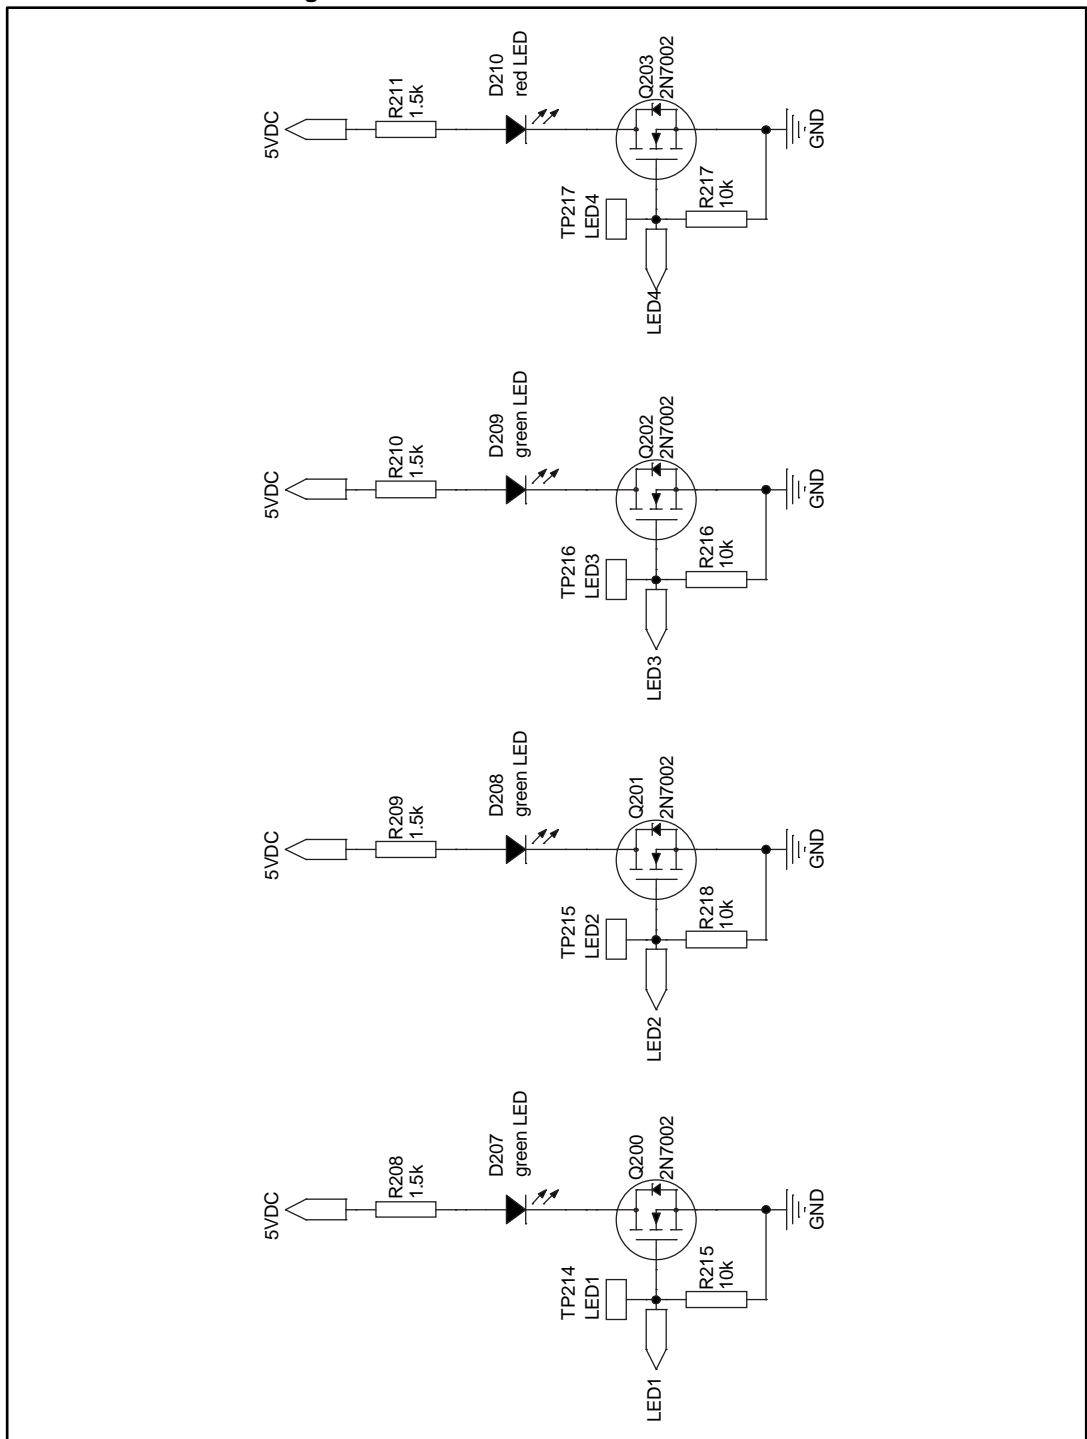 5VDC
R211
1.5k
D210
red LED
Q203
2N7002
TP217
LED4
R217
10k
LED4
GND
5VDC
R210
1.5k
D209
green LED
Q202
2N7002
TP216
LED3
R216
10k
LED3
GND
5VDC
R209
1.5k
D208
green LED
Q201
2N7002
TP215
LED2
R218
10k
LED2
GND
5VDC
R208
1.5k
D207
green LED
Q200
2N7002
TP214
LED1
R215
10k
LED1
GND